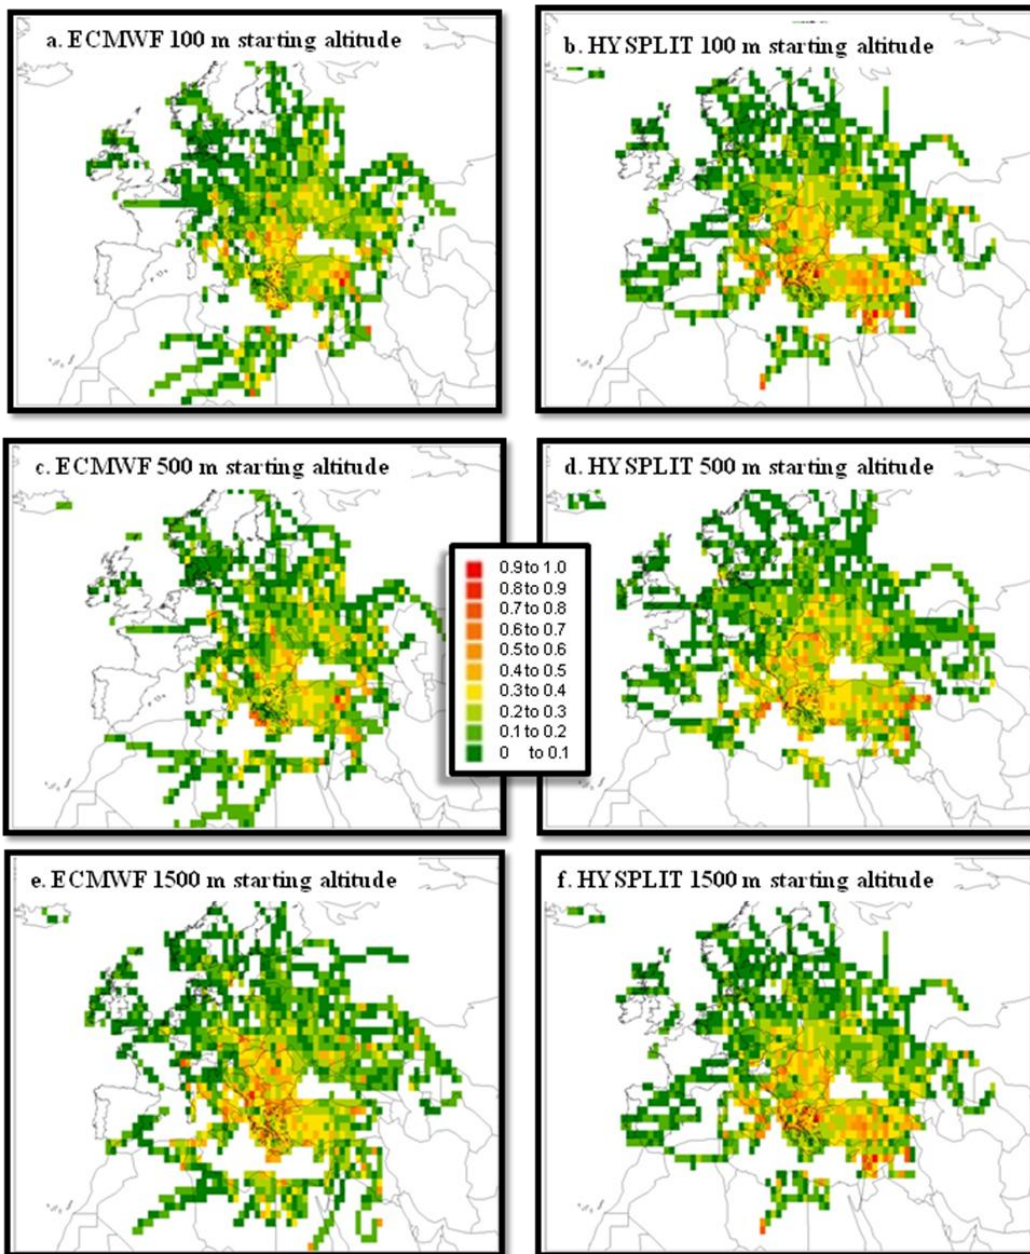 a. ECMWF 100 m starting altitude
b. HYSPLIT 100 m starting altitude
c. ECMWF 500 m starting altitude
d. HYSPLIT 500 m starting altitude
0.9 to 1.0
0.8 to 0.9
0.7 to 0.8
0.6 to 0.7
0.5 to 0.6
0.4 to 0.5
0.3 to 0.4
0.2 to 0.3
0.1 to 0.2
0 to 0.1
e. ECMWF 1500 m starting altitude
f. HYSPLIT 1500 m starting altitude